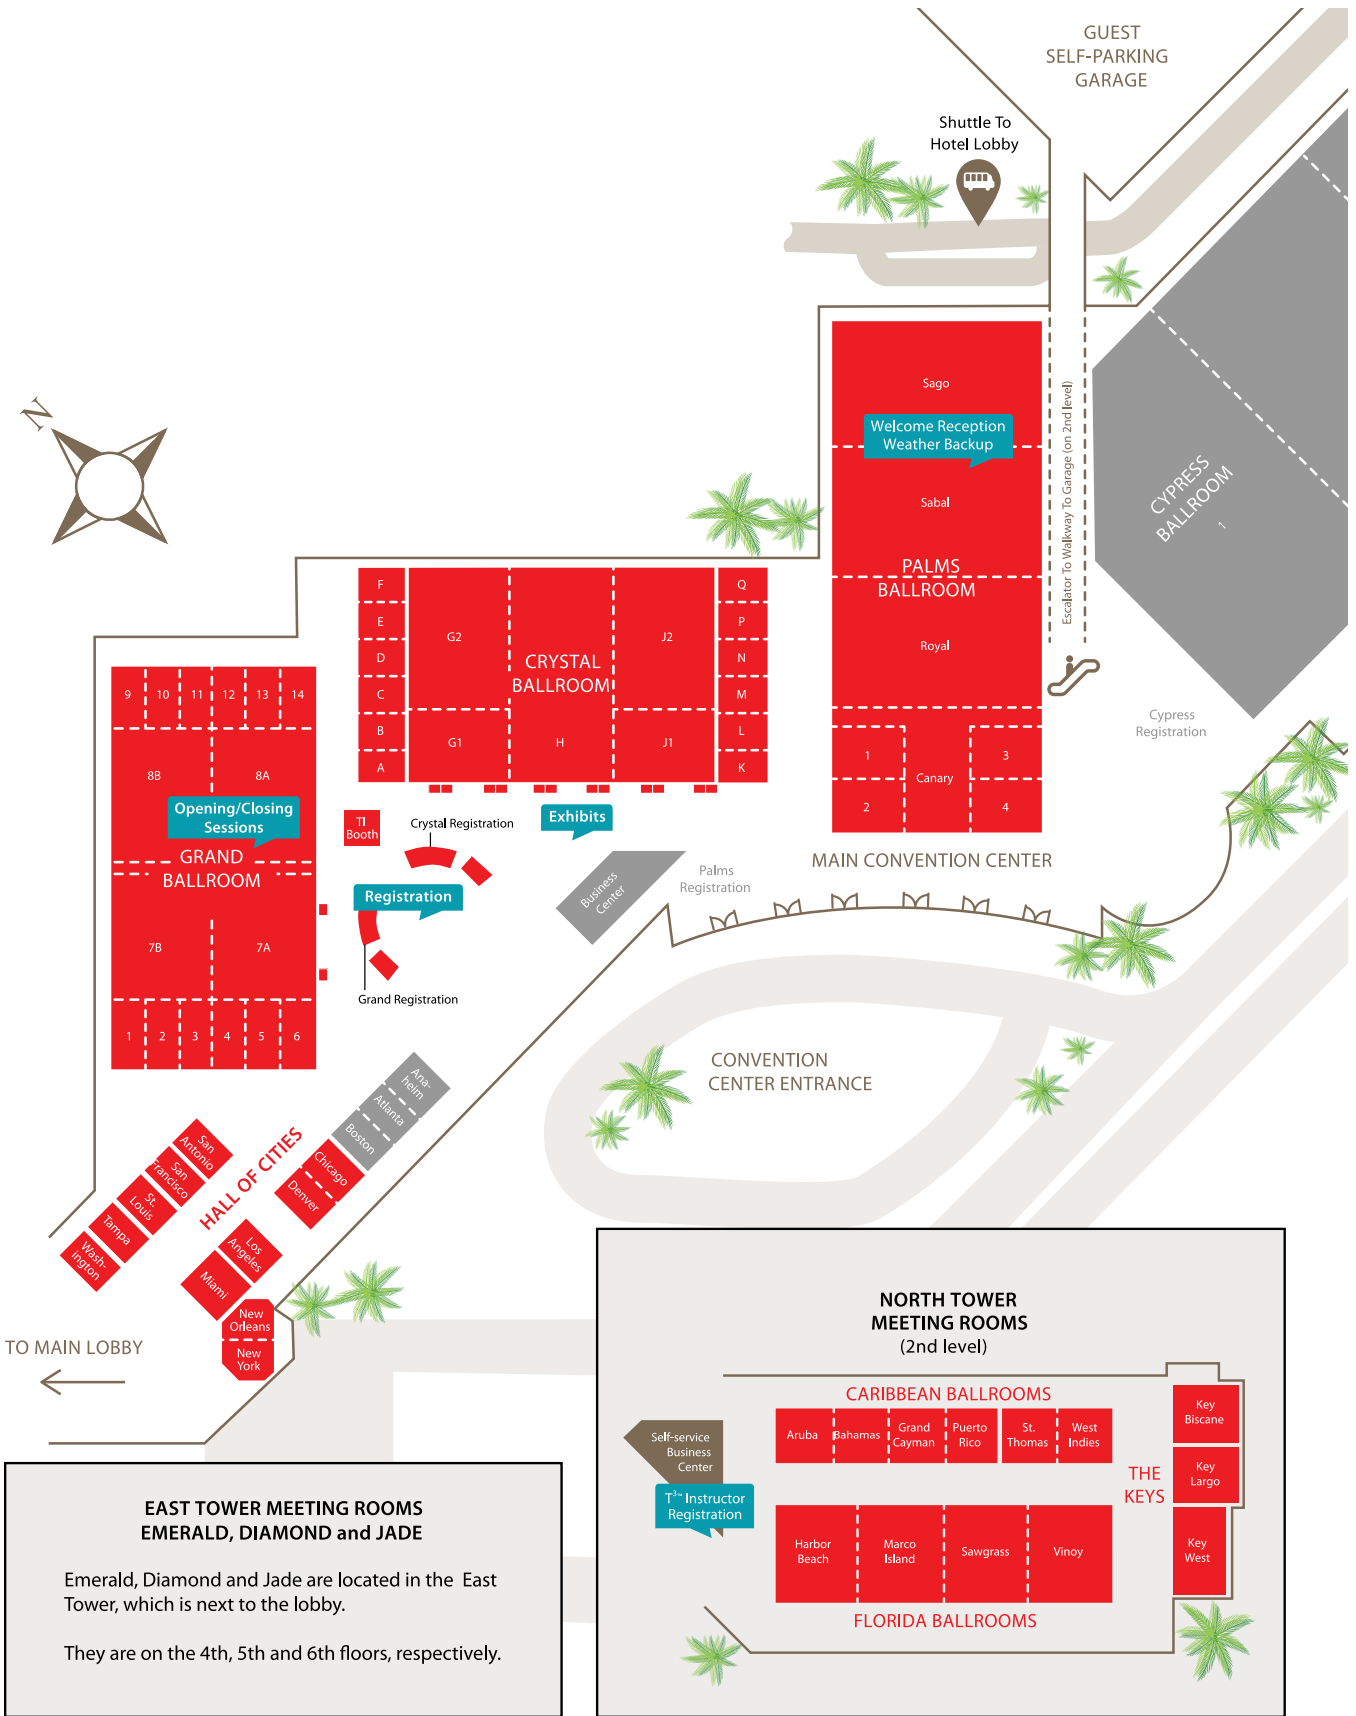 GUEST
SELF-PARKING
GARAGE
Shuttle To
Hotel Lobby
N
Sago
Welcome Reception
Weather Backup
Sabal
PALMS
BALLROOM
Royal
1
2
Canary
3
4
Escalator To Walkway To Garage (on 2nd level)
CYPRESS
BALLROOM
1
Cypress
Registration
F
E
D
C
B
A
G2
G1
CRYSTAL
BALLROOM
H
J2
J1
Q
P
N
M
L
K
9
10
11
12
13
14
8B
8A
Opening/Closing
Sessions
GRAND
BALLROOM
7B
7A
1
2
3
4
5
6
TI
Booth
Crystal Registration
Exhibits
Registration
Grand Registration
Business
Center
Palms
Registration
MAIN CONVENTION CENTER
CONVENTION
CENTER ENTRANCE
Ana-
heim
Atlanta
Boston
Chicago
Denver
HALL OF CITIES
San
Antonio
San
Francisco
St.
Louis
Tampa
Wash-
ington
Los
Angeles
Miami
New
Orleans
New
York
TO MAIN LOBBY
EAST TOWER MEETING ROOMS
EMERALD, DIAMOND and JADE
Emerald, Diamond and Jade are located in the East
Tower, which is next to the lobby.
They are on the 4th, 5th and 6th floors, respectively.
NORTH TOWER
MEETING ROOMS
(2nd level)
CARIBBEAN BALLROOMS
Aruba
Bahamas
Grand
Cayman
Puerto
Rico
St.
Thomas
West
Indies
Key
Biscane
Key
Largo
Key
West
THE
KEYS
Self-service
Business
Center
T³™ Instructor
Registration
Harbor
Beach
Marco
Island
Sawgrass
Vinoy
FLORIDA BALLROOMS